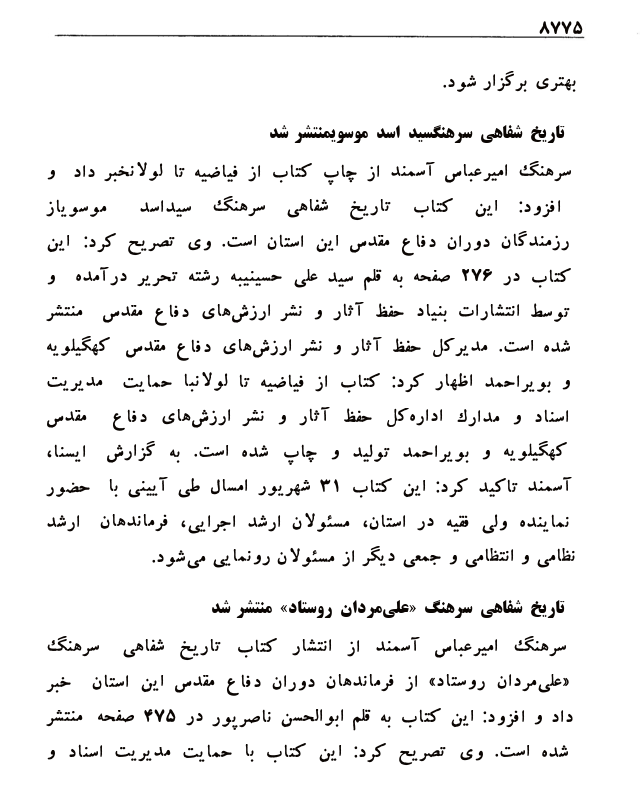 ۸۷۷۵
بهتری برگزار شود.
تاریخ شفاهی سرهنگسید اسد موسویمنتشر شد
سرهنگ امیرعباس آسمند از چاپ کتاب از فیاضیه تا لولانخبر داد و
افزود: این کتاب تاریخ شفاهی سرهنگ سیداسد موسویاز
رزمندگان دوران دفاع مقدس این استان است. وی تصریح کرد: این
کتاب در ۲۷۶ صفحه به قلم سید علی حسینیبه رشته تحریر درآمده و
توسط انتشارات بنیاد حفظ آثار و نشر ارزش‌های دفاع مقدس منتشر
شده است. مدیرکل حفظ آثار و نشر ارزش‌های دفاع مقدس کهگیلویه
و بویراحمد اظهار کرد: کتاب از فیاضیه تا لولانبا حمایت مدیریت
اسناد و مدارک اداره‌کل حفظ آثار و نشر ارزش‌های دفاع مقدس
کهگیلویه و بویراحمد تولید و چاپ شده است. به گزارش ایسنا،
آسمند تاکید کرد: این کتاب ۳۱ شهریور امسال طی آیینی با حضور
نماینده ولی فقیه در استان، مسئولان ارشد اجرایی، فرماندهان ارشد
نظامی و انتظامی و جمعی دیگر از مسئولان رونمایی می‌شود.
تاریخ شفاهی سرهنگ «علی‌مردان روستاد» منتشر شد
سرهنگ امیرعباس آسمند از انتشار کتاب تاریخ شفاهی سرهنگ
«علی‌مردان روستاد» از فرماندهان دوران دفاع مقدس این استان خبر
داد و افزود: این کتاب به قلم ابوالحسن ناصرپور در ۴۷۵ صفحه منتشر
شده است. وی تصریح کرد: این کتاب با حمایت مدیریت اسناد و